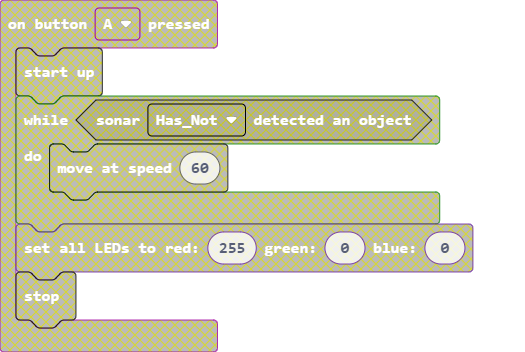 on button A pressed
start up
while sonar Has_Not detected an object
do move at speed 60
set all LEDs to red: 255 green: 0 blue: 0
stop